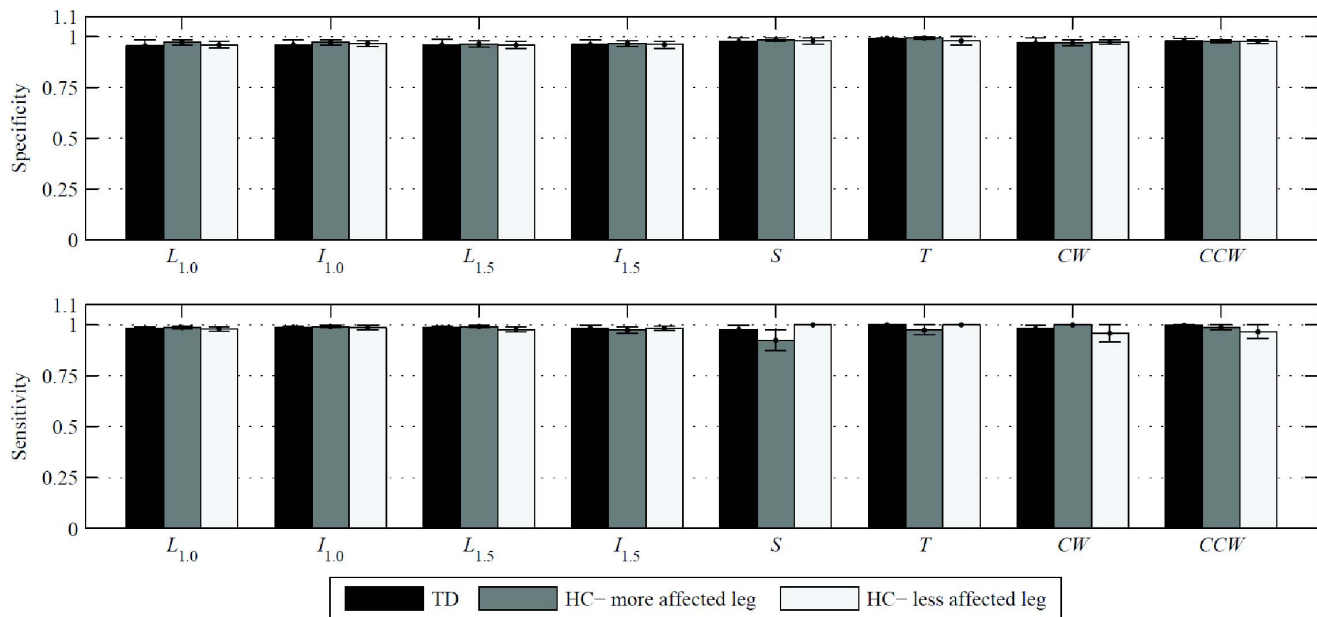 Specificity
1.1
1
0.75
0.5
0.25
0
L1.0 I1.0 L1.5 I1.5 S T CW CCW
Sensitivity
1.1
1
0.75
0.5
0.25
0
L1.0 I1.0 L1.5 I1.5 S T CW CCW
TD HC− more affected leg HC− less affected leg